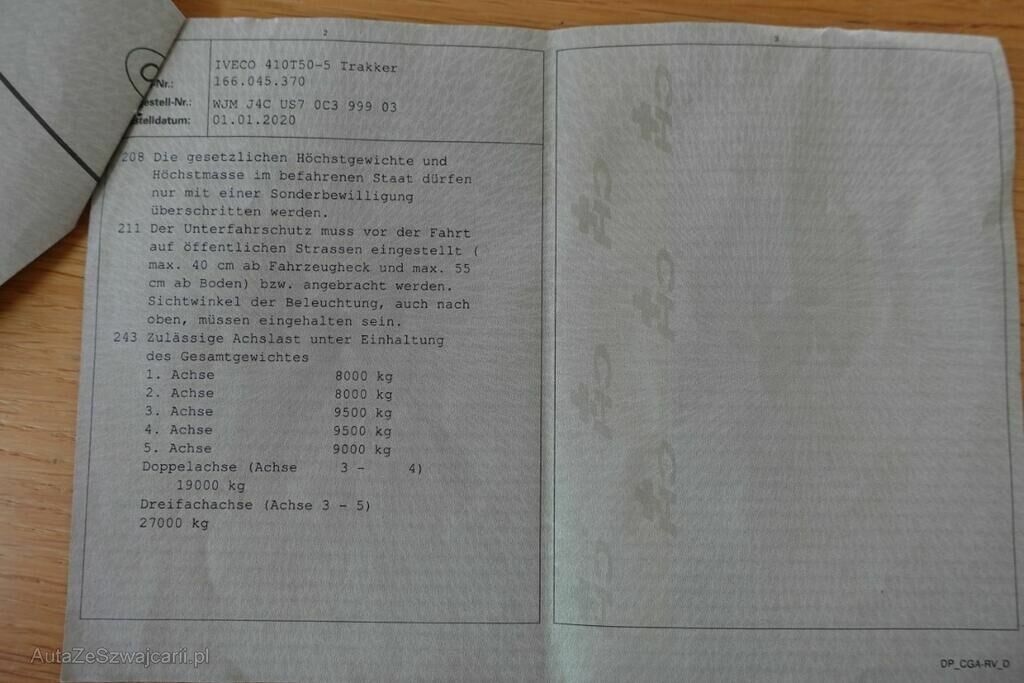 2
IVECO 410T50-5 Trakker
Nr.: 166.045.370
estell-Nr.: WJM J4C US7 0C3 999 03
elldatum: 01.01.2020
208 Die gesetzlichen Höchstgewichte und
Höchstmasse im befahrenen Staat dürfen
nur mit einer Sonderbewilligung
überschritten werden.
211 Der Unterfahrschutz muss vor der Fahrt
auf öffentlichen Strassen eingestellt (
max. 40 cm ab Fahrzeugheck und max. 55
cm ab Boden) bzw. angebracht werden.
Sichtwinkel der Beleuchtung, auch nach
oben, müssen eingehalten sein.
243 Zulässige Achslast unter Einhaltung
des Gesamtgewichtes
1. Achse 8000 kg
2. Achse 8000 kg
3. Achse 9500 kg
4. Achse 9500 kg
5. Achse 9000 kg
Doppelachse (Achse 3 - 4)
19000 kg
Dreifachachse (Achse 3 - 5)
27000 kg
3
CH
CH
CH
CH
CH
CH
DP_CGA-RV_D
AutaZeSzwajcarii.pl